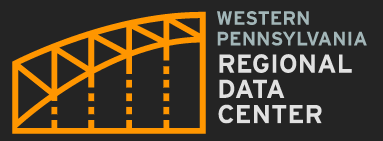 WESTERN
PENNSYLVANIA
REGIONAL
DATA
CENTER